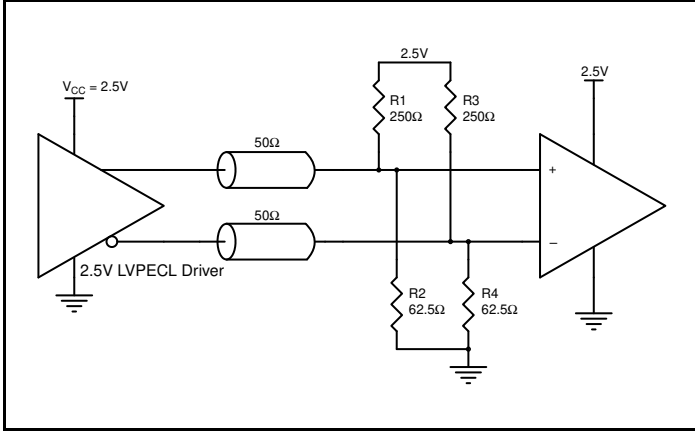 2.5V
2.5V
V_CC = 2.5V
R1
250Ω
R3
250Ω
50Ω
+
50Ω
–
2.5V LVPECL Driver
R2
62.5Ω
R4
62.5Ω